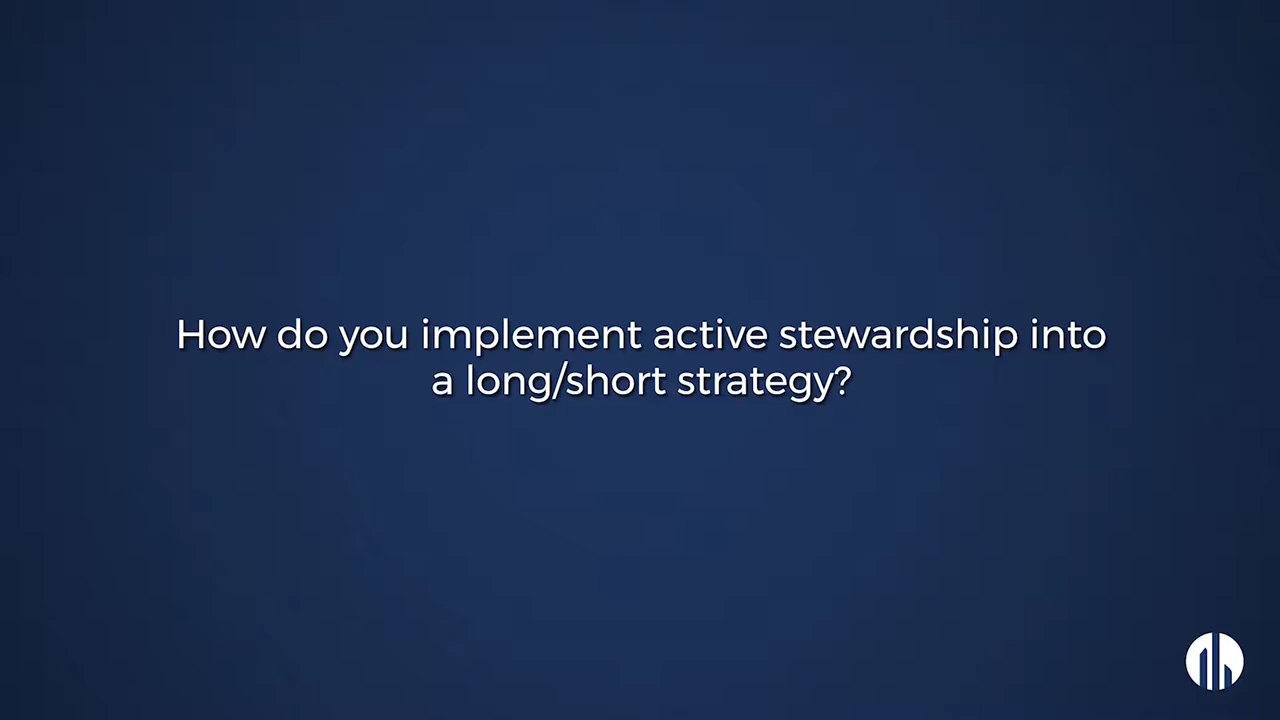 How do you implement active stewardship into
a long/short strategy?